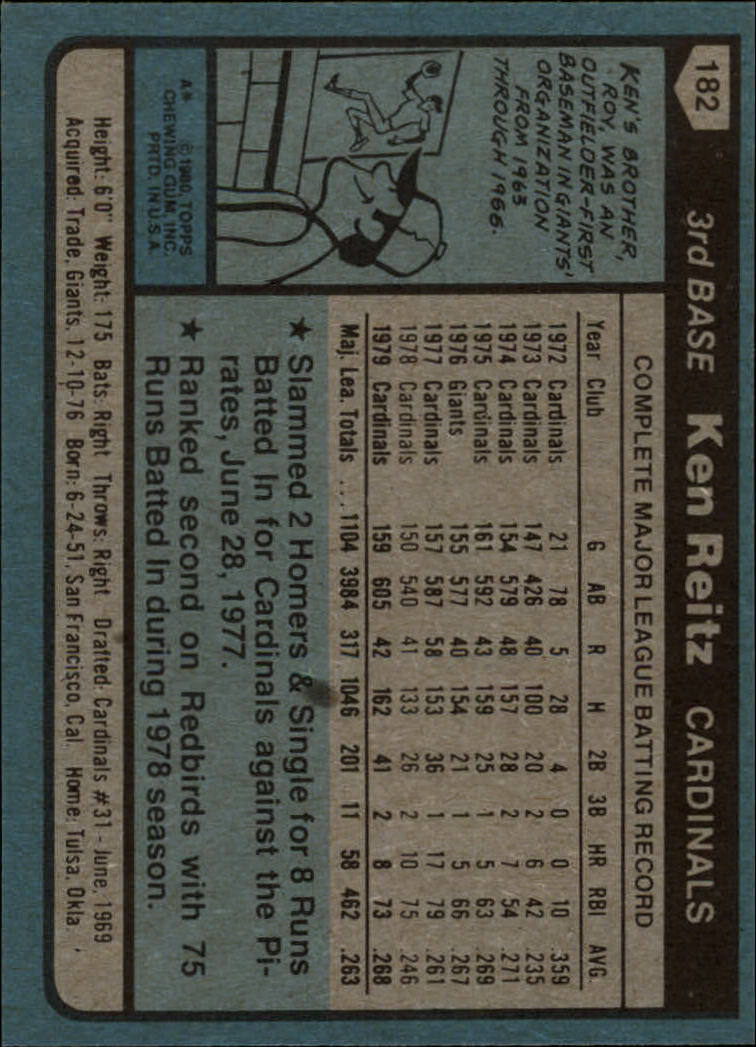 182
3rd BASE Ken Reitz CARDINALS
KEN'S BROTHER,
ROY, WAS AN
OUTFIELDER-FIRST
BASEMAN IN GIANTS'
ORGANIZATION
FROM 1963
THROUGH 1966.
A* © 1980, TOPPS
CHEWING GUM, INC.
PRTD. IN U.S.A.
COMPLETE MAJOR LEAGUE BATTING RECORD
Year Club G AB R H 2B 3B HR RBI AVG.
1972 Cardinals 21 78 5 28 4 0 0 10 .359
1973 Cardinals 147 426 40 100 20 2 6 42 .235
1974 Cardinals 154 579 48 157 28 2 7 54 .271
1975 Cardinals 161 592 43 159 25 1 5 63 .269
1976 Giants 155 577 40 154 21 1 5 66 .267
1977 Cardinals 157 587 58 153 36 1 17 79 .261
1978 Cardinals 150 540 41 133 26 2 10 75 .246
1979 Cardinals 159 605 42 162 41 2 8 73 .268
Maj. Lea. Totals ... 1104 3984 317 1046 201 11 58 462 .263
★ Slammed 2 Homers & Single for 8 Runs
Batted In for Cardinals against the Pi-
rates, June 28, 1977.
★ Ranked second on Redbirds with 75
Runs Batted In during 1978 season.
Height: 6'0" Weight: 175 Bats: Right Throws: Right Drafted: Cardinals #31 - June, 1969
Acquired: Trade, Giants, 12-10-76 Born: 6-24-51, San Francisco, Cal. Home: Tulsa, Okla